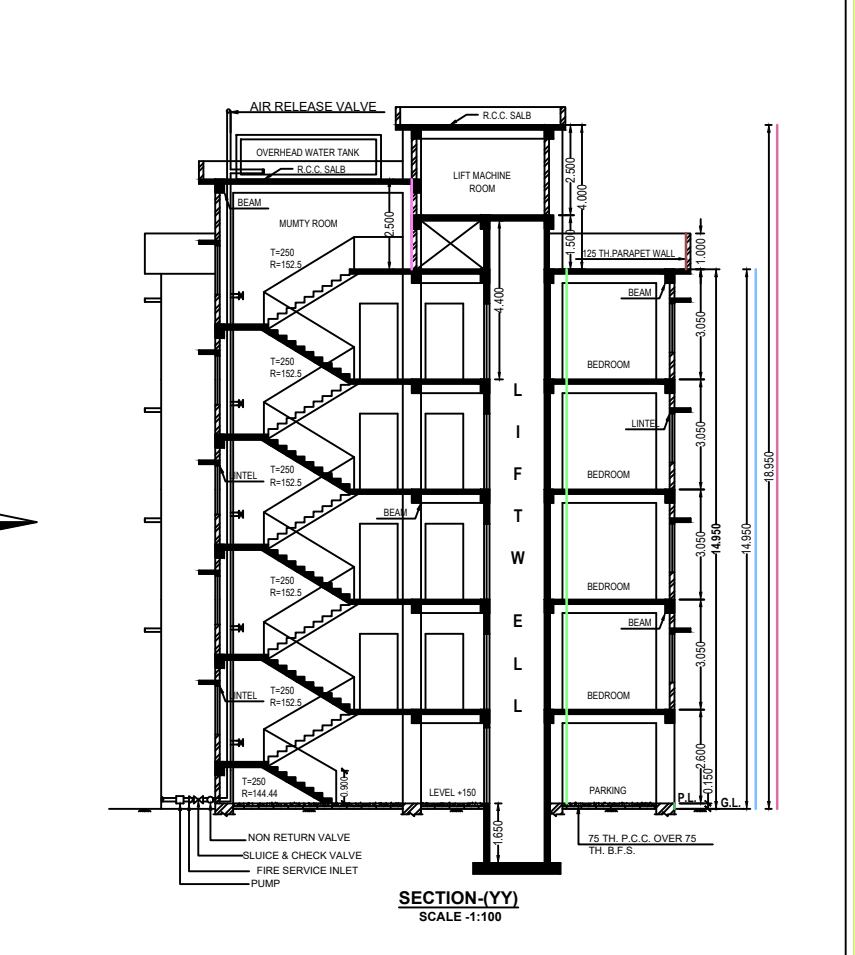 AIR RELEASE VALVE
R.C.C. SALB
OVERHEAD WATER TANK
R.C.C. SALB
LIFT MACHINE
ROOM
2.500
4.000
18.950
BEAM
MUMTY ROOM
2.500
1.500
125 TH.PARAPET WALL
1.000
T=250
R=152.5
4.400
BEAM
3.050
T=250
R=152.5
BEDROOM
L
I
F
T
W
E
L
L
LINTEL
3.050
14.950
14.950
T=250
R=152.5
LINTEL
BEDROOM
BEAM
3.050
T=250
R=152.5
BEDROOM
BEAM
3.050
T=250
R=152.5
LINTEL
BEDROOM
2.600
0.150
T=250
R=144.44
0.900
LEVEL +150
PARKING
P.L.
G.L.
1.650
NON RETURN VALVE
SLUICE & CHECK VALVE
FIRE SERVICE INLET
PUMP
75 TH. P.C.C. OVER 75
TH. B.F.S.
SECTION-(YY)
SCALE -1:100